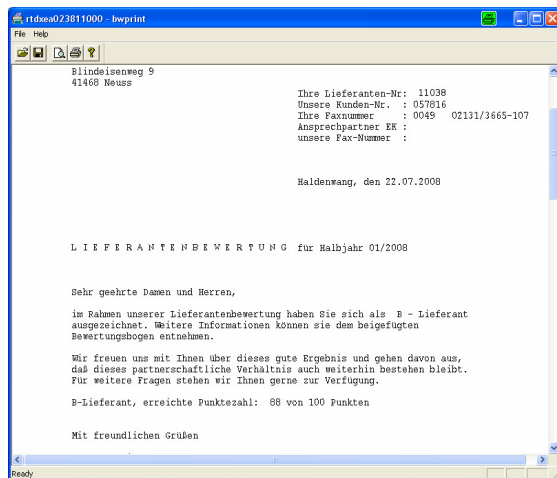 rtdxea023811000 - bwprint
File Help
Blindeisenweg 9
41468 Neuss
Ihre Lieferanten-Nr: 11038
Unsere Kunden-Nr. : 057816
Ihre Faxnummer : 0049 02131/3665-107
Ansprechpartner EK :
unsere Fax-Nummer :
Haldenwang, den 22.07.2008
L I E F E R A N T E N B E W E R T U N G für Halbjahr 01/2008
Sehr geehrte Damen und Herren,
im Rahmen unserer Lieferantenbewertung haben Sie sich als B - Lieferant
ausgezeichnet. Weitere Informationen können sie dem beigefügten
Bewertungsbogen entnehmen.
Wir freuen uns mit Ihnen über dieses gute Ergebnis und gehen davon aus,
daß dieses partnerschaftliche Verhältnis auch weiterhin bestehen bleibt.
Für weitere Fragen stehen wir Ihnen gerne zur Verfügung.
B-Lieferant, erreichte Punktezahl: 88 von 100 Punkten
Mit freundlichen Grüßen
Ready